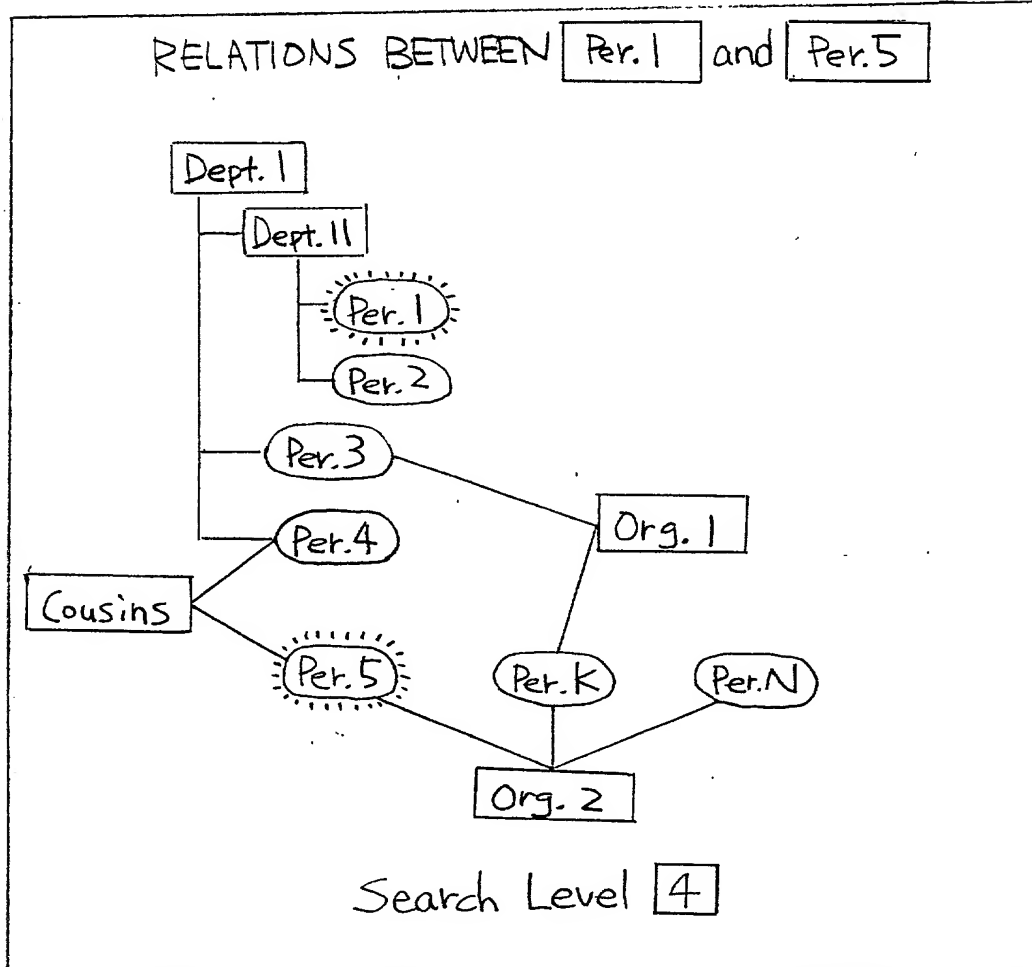 RELATIONS BETWEEN Per.1 and Per.5
Dept. 1
Dept. 11
Per. 1
Per. 2
Per. 3
Org. 1
Per. 4
Cousins
Per. 5
Per. K
Per. N
Org. 2
Search Level 4